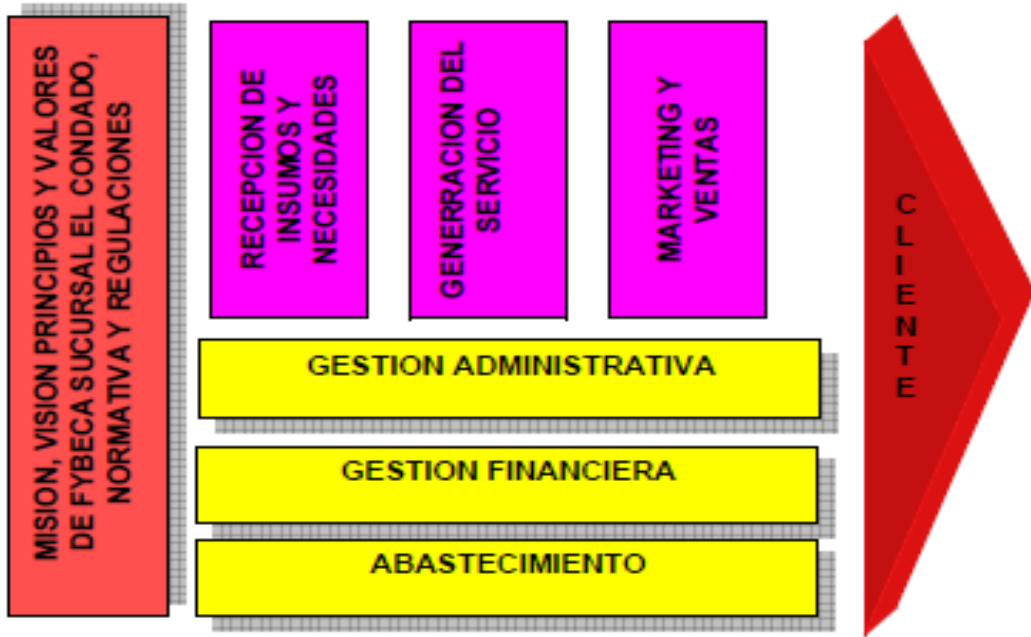 MISION, VISION PRINCIPIOS Y VALORES
DE FYBECA SUCURSAL EL CONDADO,
NORMATIVA Y REGULACIONES
RECEPCION DE
INSUMOS Y
NECESIDADES
GENERRACION DEL
SERVICIO
MARKETING Y
VENTAS
GESTION ADMINISTRATIVA
GESTION FINANCIERA
ABASTECIMIENTO
CLIENTE